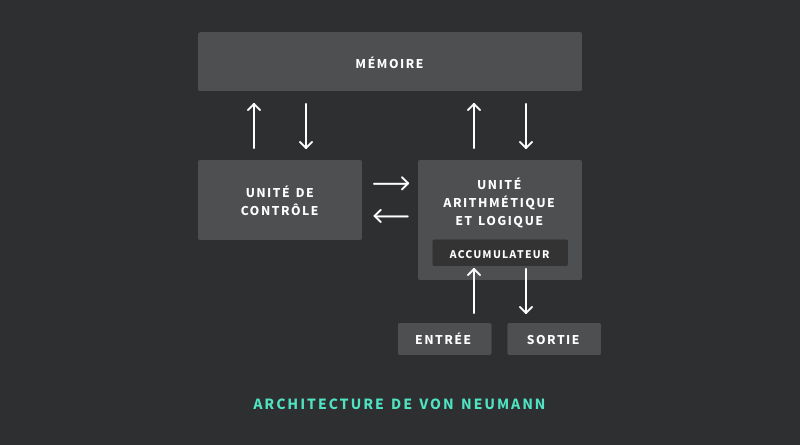 MÉMOIRE
UNITÉ DE
CONTRÔLE
UNITÉ
ARITHMÉTIQUE
ET LOGIQUE
ACCUMULATEUR
ENTRÉE
SORTIE
ARCHITECTURE DE VON NEUMANN